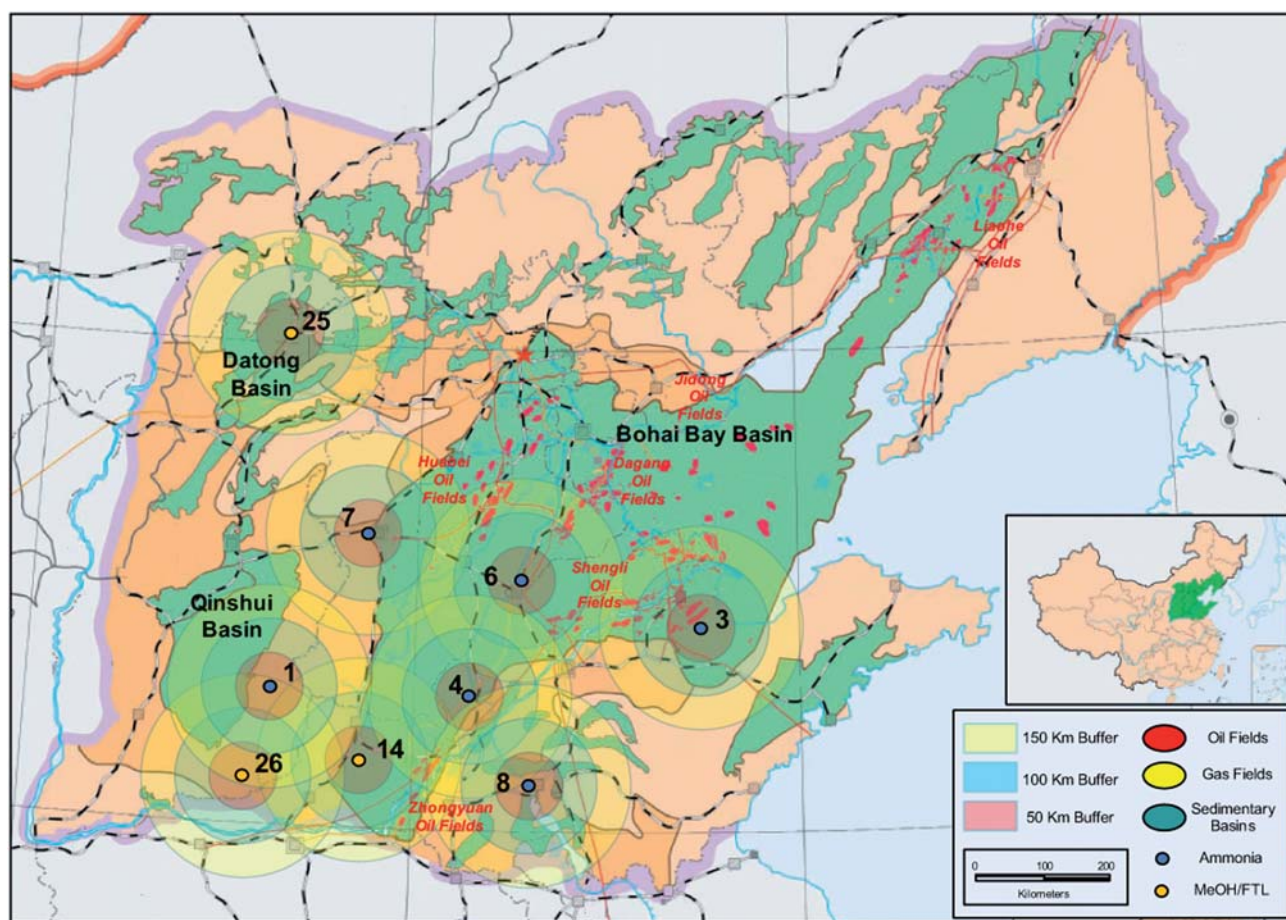 25
Datong
Basin
Liaohe
Oil
Fields
Jidong
Oil
Fields
Bohai Bay Basin
Huabei
Oil
Fields
Dagang
Oil
Fields
7
6
Shengli
Oil
Fields
3
Qinshui
Basin
1
4
26
14
8
Zhongyuan
Oil Fields
150 Km Buffer
100 Km Buffer
50 Km Buffer
Oil Fields
Gas Fields
Sedimentary
Basins
Ammonia
MeOH/FTL
0 100 200
Kilometers